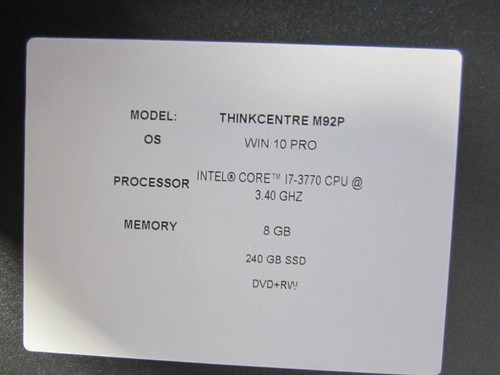 MODEL: THINKCENTRE M92P
OS WIN 10 PRO
PROCESSOR INTEL® CORE™ I7-3770 CPU @
3.40 GHZ
MEMORY 8 GB
240 GB SSD
DVD+RW